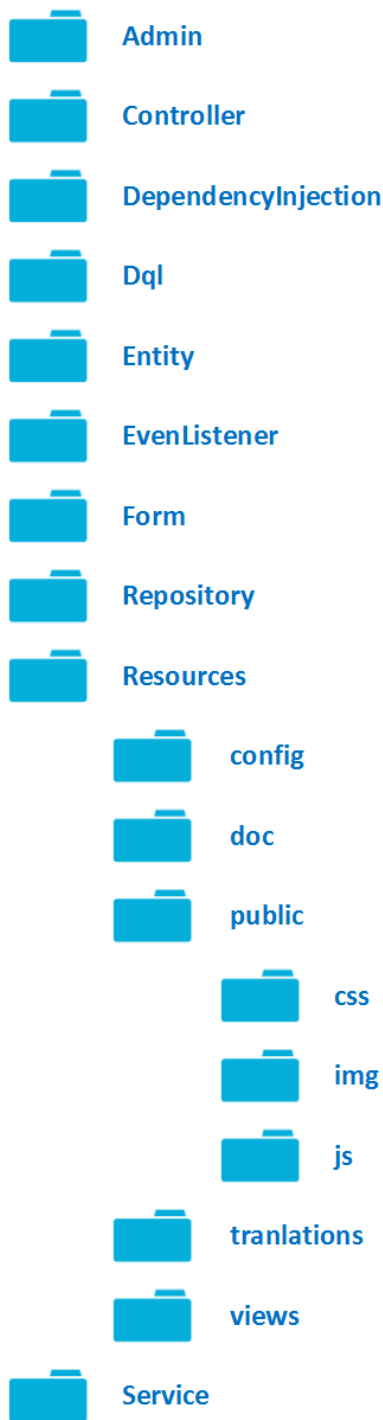 Admin
Controller
DependencyInjection
Dql
Entity
EvenListener
Form
Repository
Resources
config
doc
public
css
img
js
tranlations
views
Service